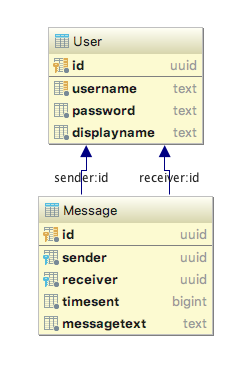 User
id uuid
username text
password text
displayname text
sender:id receiver:id
Message
id uuid
sender uuid
receiver uuid
timesent bigint
messagetext text